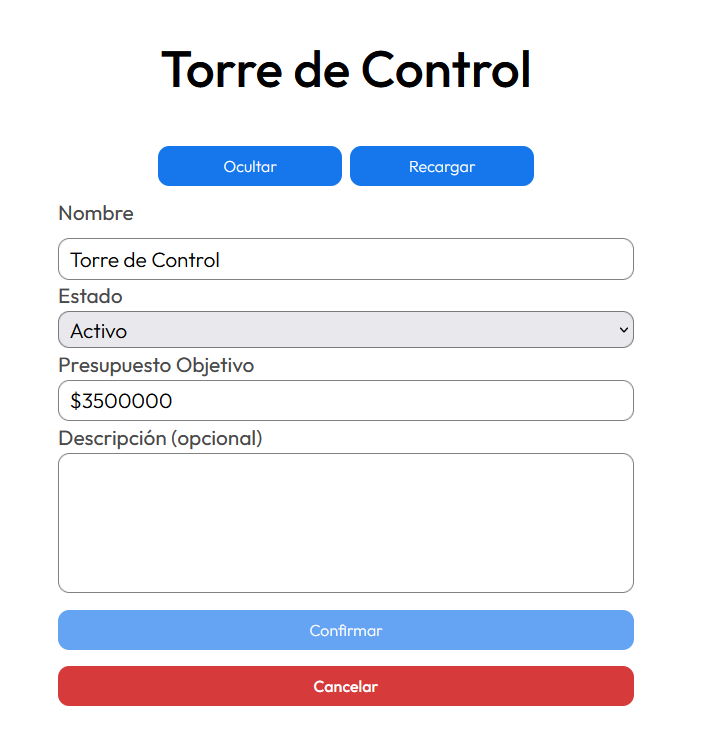 Torre de Control
Ocultar Recargar
Nombre
Torre de Control
Estado
Activo
Presupuesto Objetivo
$3500000
Descripción (opcional)
Confirmar
Cancelar